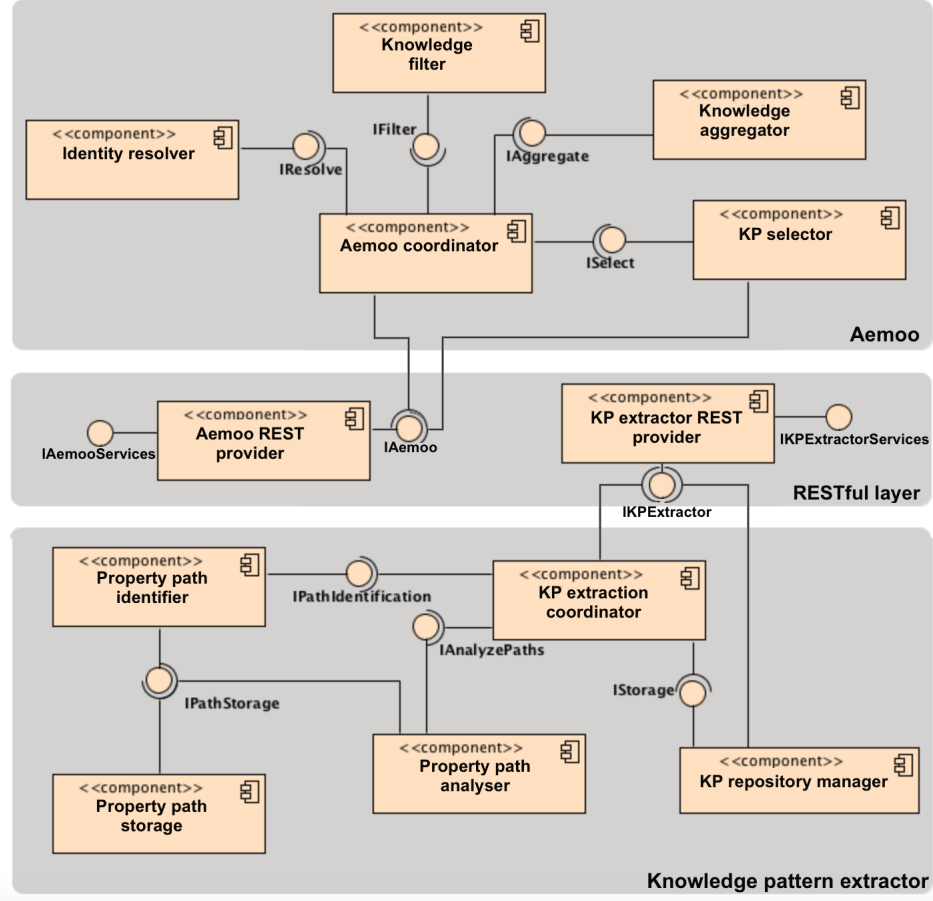 <<component>>
Knowledge
filter
<<component>>
Knowledge
aggregator
<<component>>
Identity resolver
IFilter
IResolve
IAggregate
<<component>>
Aemoo coordinator
<<component>>
KP selector
ISelect
Aemoo
<<component>>
Aemoo REST
provider
IAemooServices
IAemoo
<<component>>
KP extractor REST
provider
IKPExtractorServices
RESTful layer
IKPExtractor
<<component>>
Property path
identifier
IPathIdentification
<<component>>
KP extraction
coordinator
IAnalyzePaths
IPathStorage
IStorage
<<component>>
Property path
analyser
<<component>>
KP repository manager
<<component>>
Property path
storage
Knowledge pattern extractor